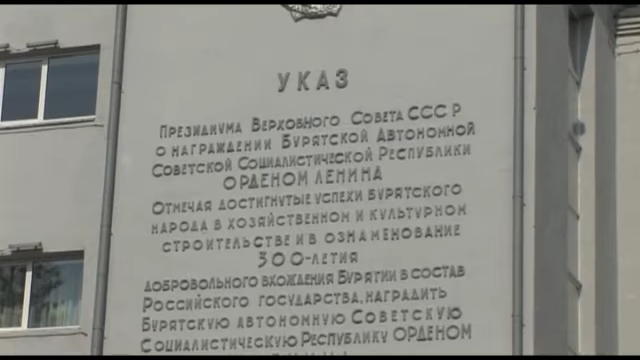 УКАЗ
Президиума Верховного Совета СССР
о награждении Бурятской Автономной
Советской Социалистической Республики
ОРДЕНОМ ЛЕНИНА
Отмечая достигнутые успехи бурятского
народа в хозяйственном и культурном
строительстве и в ознаменование
300-летия
добровольного вхождения Бурятии в состав
Российского государства, наградить
Бурятскую Автономную Советскую
Социалистическую Республику ОРДЕНОМ